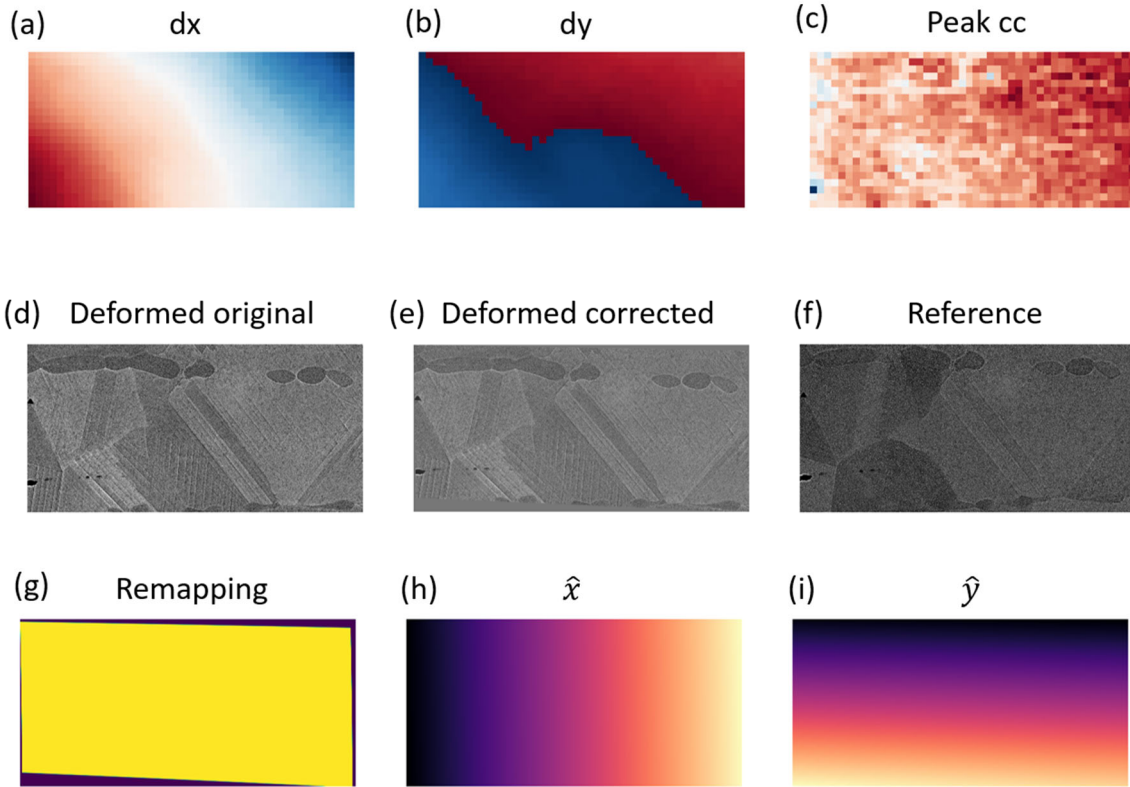 (a) dx
(b) dy
(c) Peak cc
(d) Deformed original
(e) Deformed corrected
(f) Reference
(g) Remapping
(h) x̂
(i) ŷ